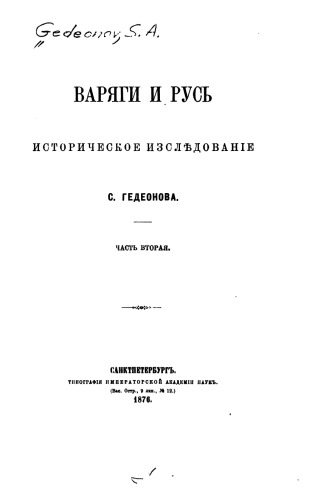 Gedeonov, S. A.
ВАРЯГИ И РУСЬ
ИСТОРИЧЕСКОЕ ИЗСЛѢДОВАНІЕ
С. ГЕДЕОНОВА.
ЧАСТЬ ВТОРАЯ.
САНКТПЕТЕРБУРГЪ.
ТИПОГРАФІЯ ИМПЕРАТОРСКОЙ АКАДЕМІИ НАУКЪ.
(Вас. Остр., 9 лин., № 12.)
1876.